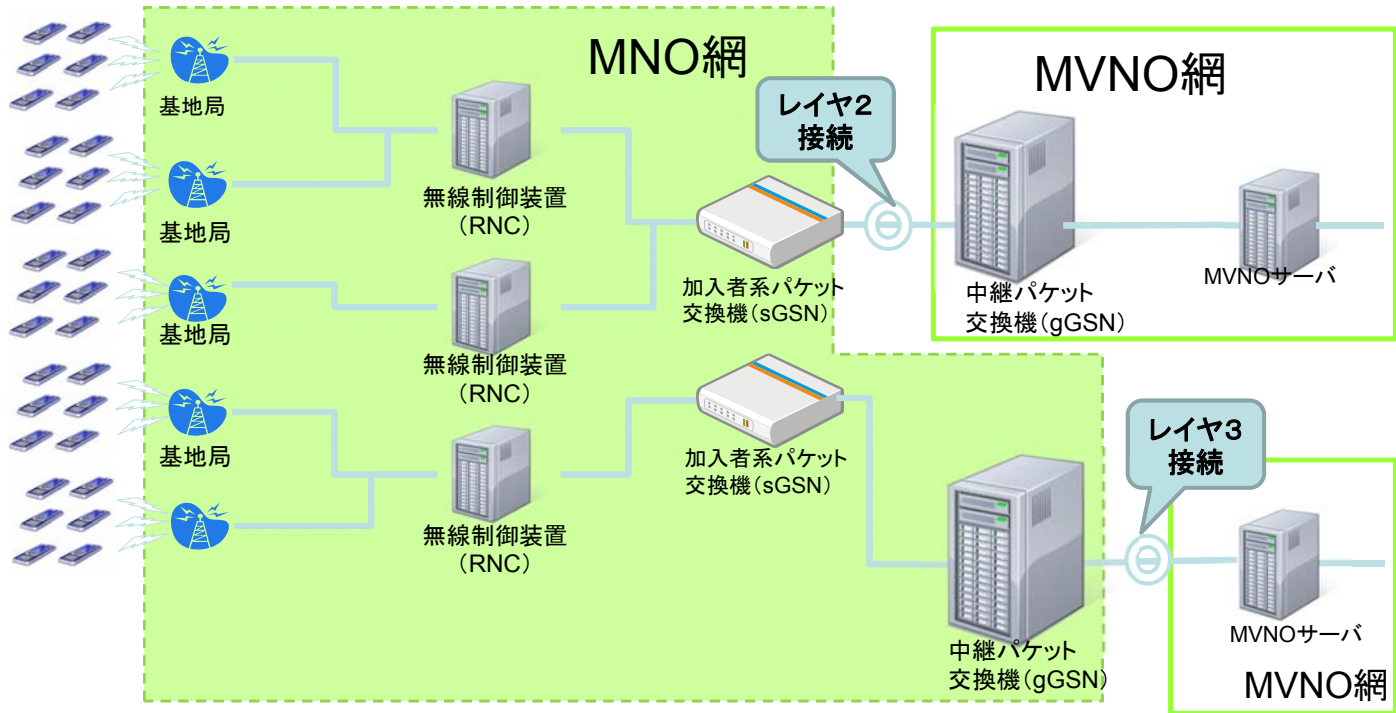 MNO網
MVNO網
レイヤ2
接続
基地局
無線制御装置
(RNC)
基地局
加入者系パケット
交換機(sGSN)
中継パケット
交換機(gGSN)
MVNOサーバ
基地局
無線制御装置
(RNC)
基地局
加入者系パケット
交換機(sGSN)
レイヤ3
接続
無線制御装置
(RNC)
中継パケット
交換機(gGSN)
MVNOサーバ
MVNO網